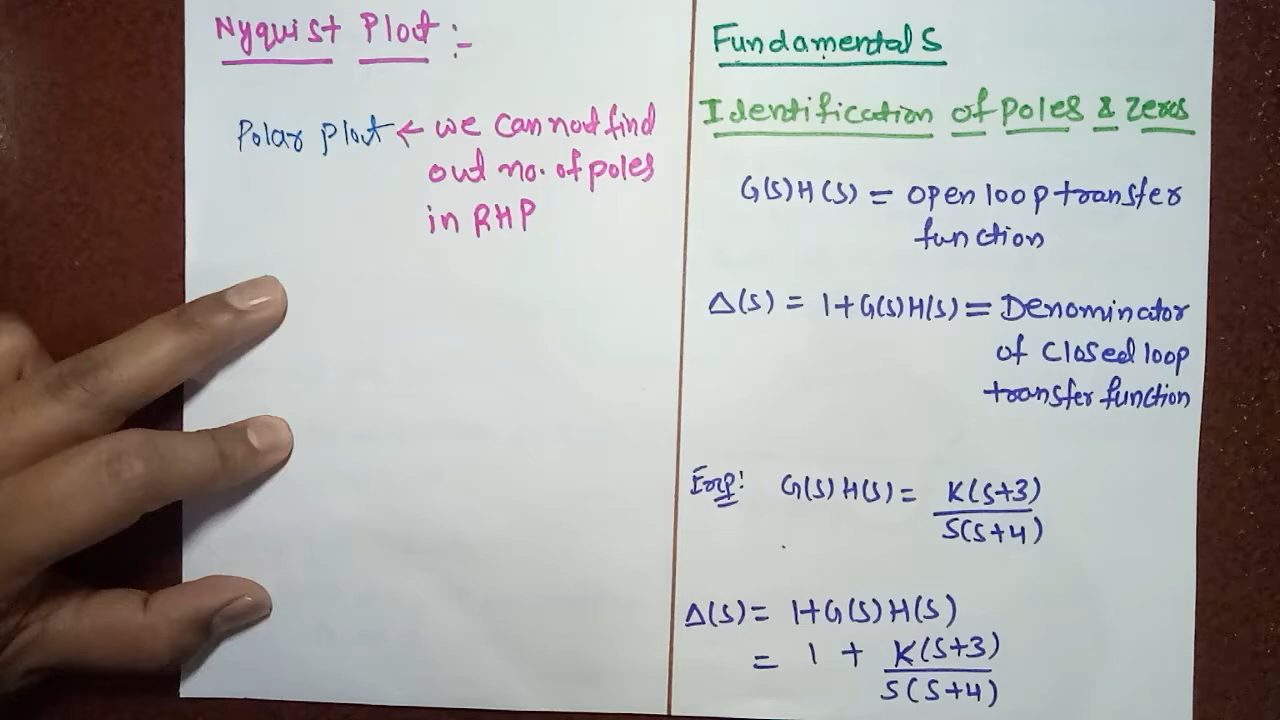 Nyquist Plot :-
Polar Plot ← we can not find
out no. of poles
in RHP
Fundamentals
Identification of Poles & Zeros
G(s)H(s) = open loop transfer
function
Δ(s) = 1+G(s)H(s) = Denominator
of closed loop
transfer function
Exp! G(s)H(s) = K(s+3)
S(s+4)
Δ(s) = 1+G(s)H(s)
= 1 + K(s+3)
S(s+4)